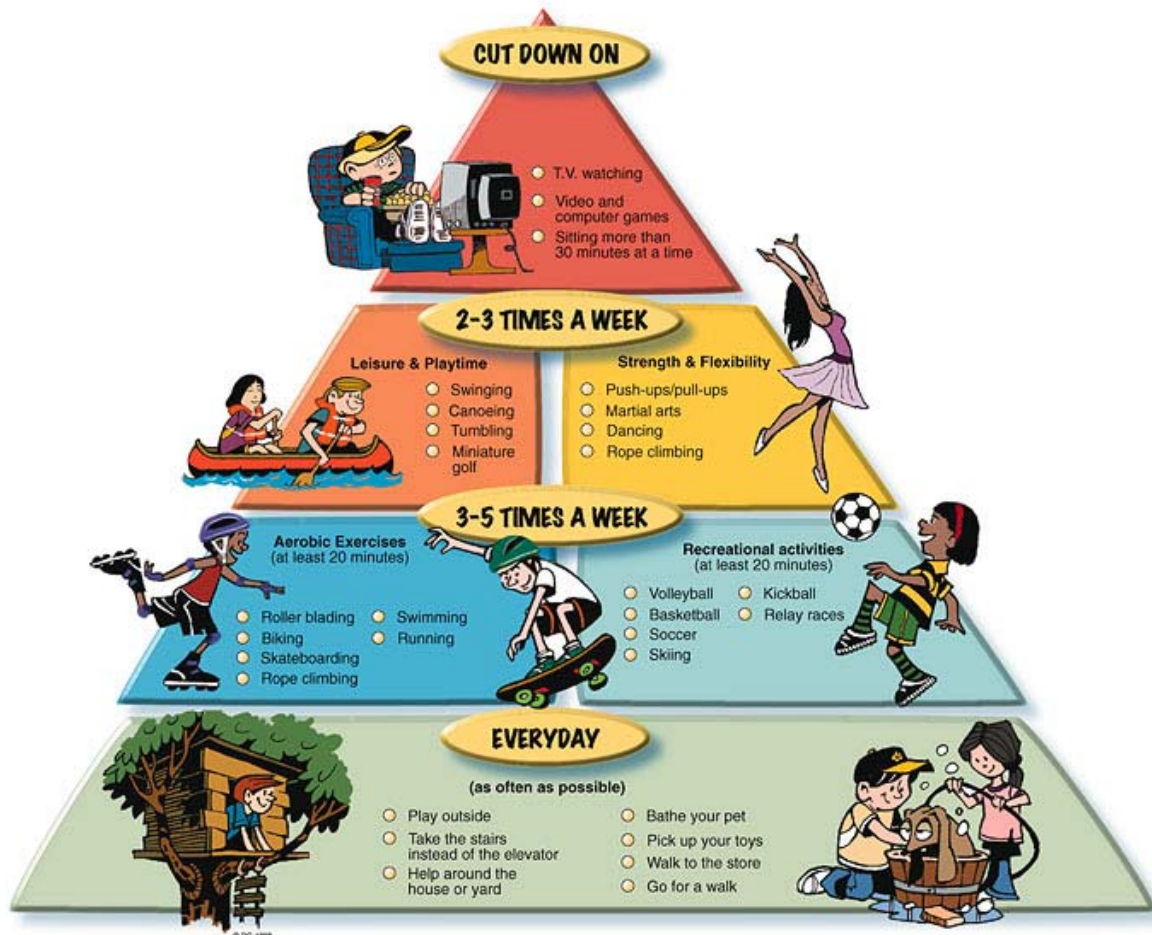 CUT DOWN ON
T.V. watching
Video and
computer games
Sitting more than
30 minutes at a time
2-3 TIMES A WEEK
Leisure & Playtime
Swinging
Canoeing
Tumbling
Miniature
golf
Strength & Flexibility
Push-ups/pull-ups
Martial arts
Dancing
Rope climbing
3-5 TIMES A WEEK
Aerobic Exercises
(at least 20 minutes)
Roller blading
Biking
Skateboarding
Rope climbing
Swimming
Running
Recreational activities
(at least 20 minutes)
Volleyball
Basketball
Soccer
Skiing
Kickball
Relay races
EVERYDAY
(as often as possible)
Play outside
Take the stairs
instead of the elevator
Help around the
house or yard
Bathe your pet
Pick up your toys
Walk to the store
Go for a walk